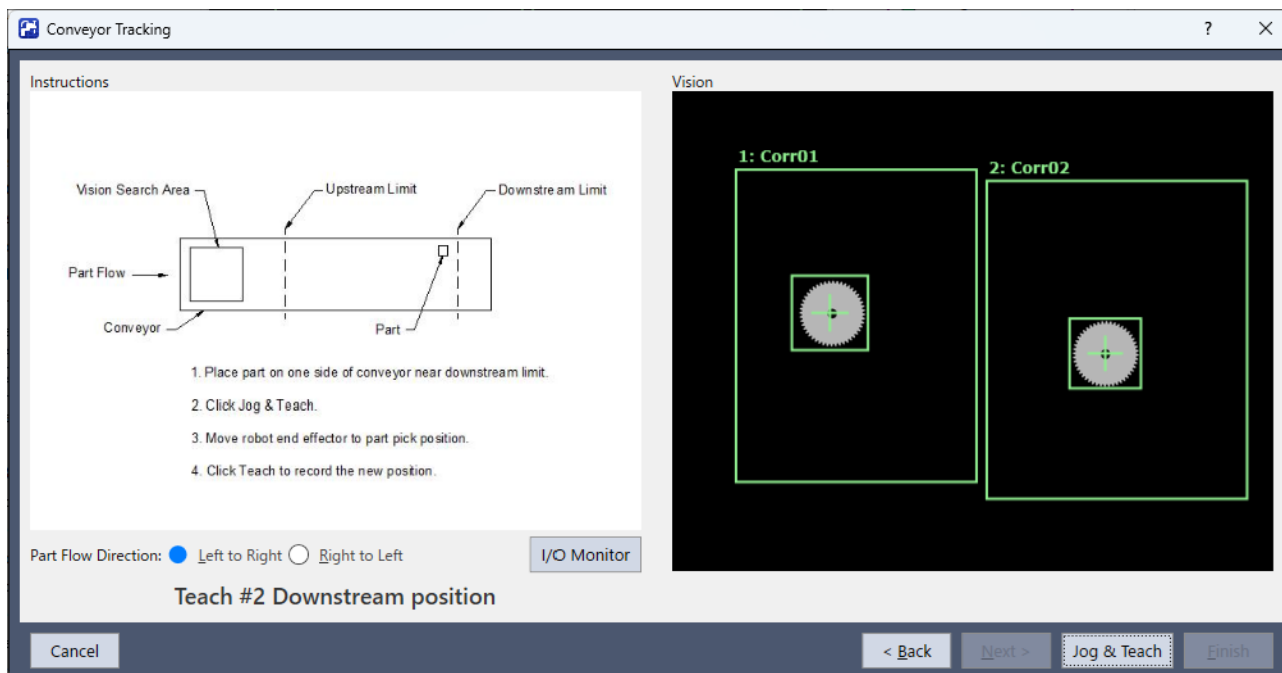 Conveyor Tracking
?
Instructions
Vision
Vision Search Area
Upstream Limit
Downstream Limit
Part Flow
Conveyor
Part
1. Place part on one side of conveyor near downstream limit.
2. Click Jog & Teach.
3. Move robot end effector to part pick position.
4. Click Teach to record the new position.
1: Corr01
2: Corr02
Part Flow Direction: Left to Right Right to Left
I/O Monitor
Teach #2 Downstream position
Cancel
< Back
Next >
Jog & Teach
Finish